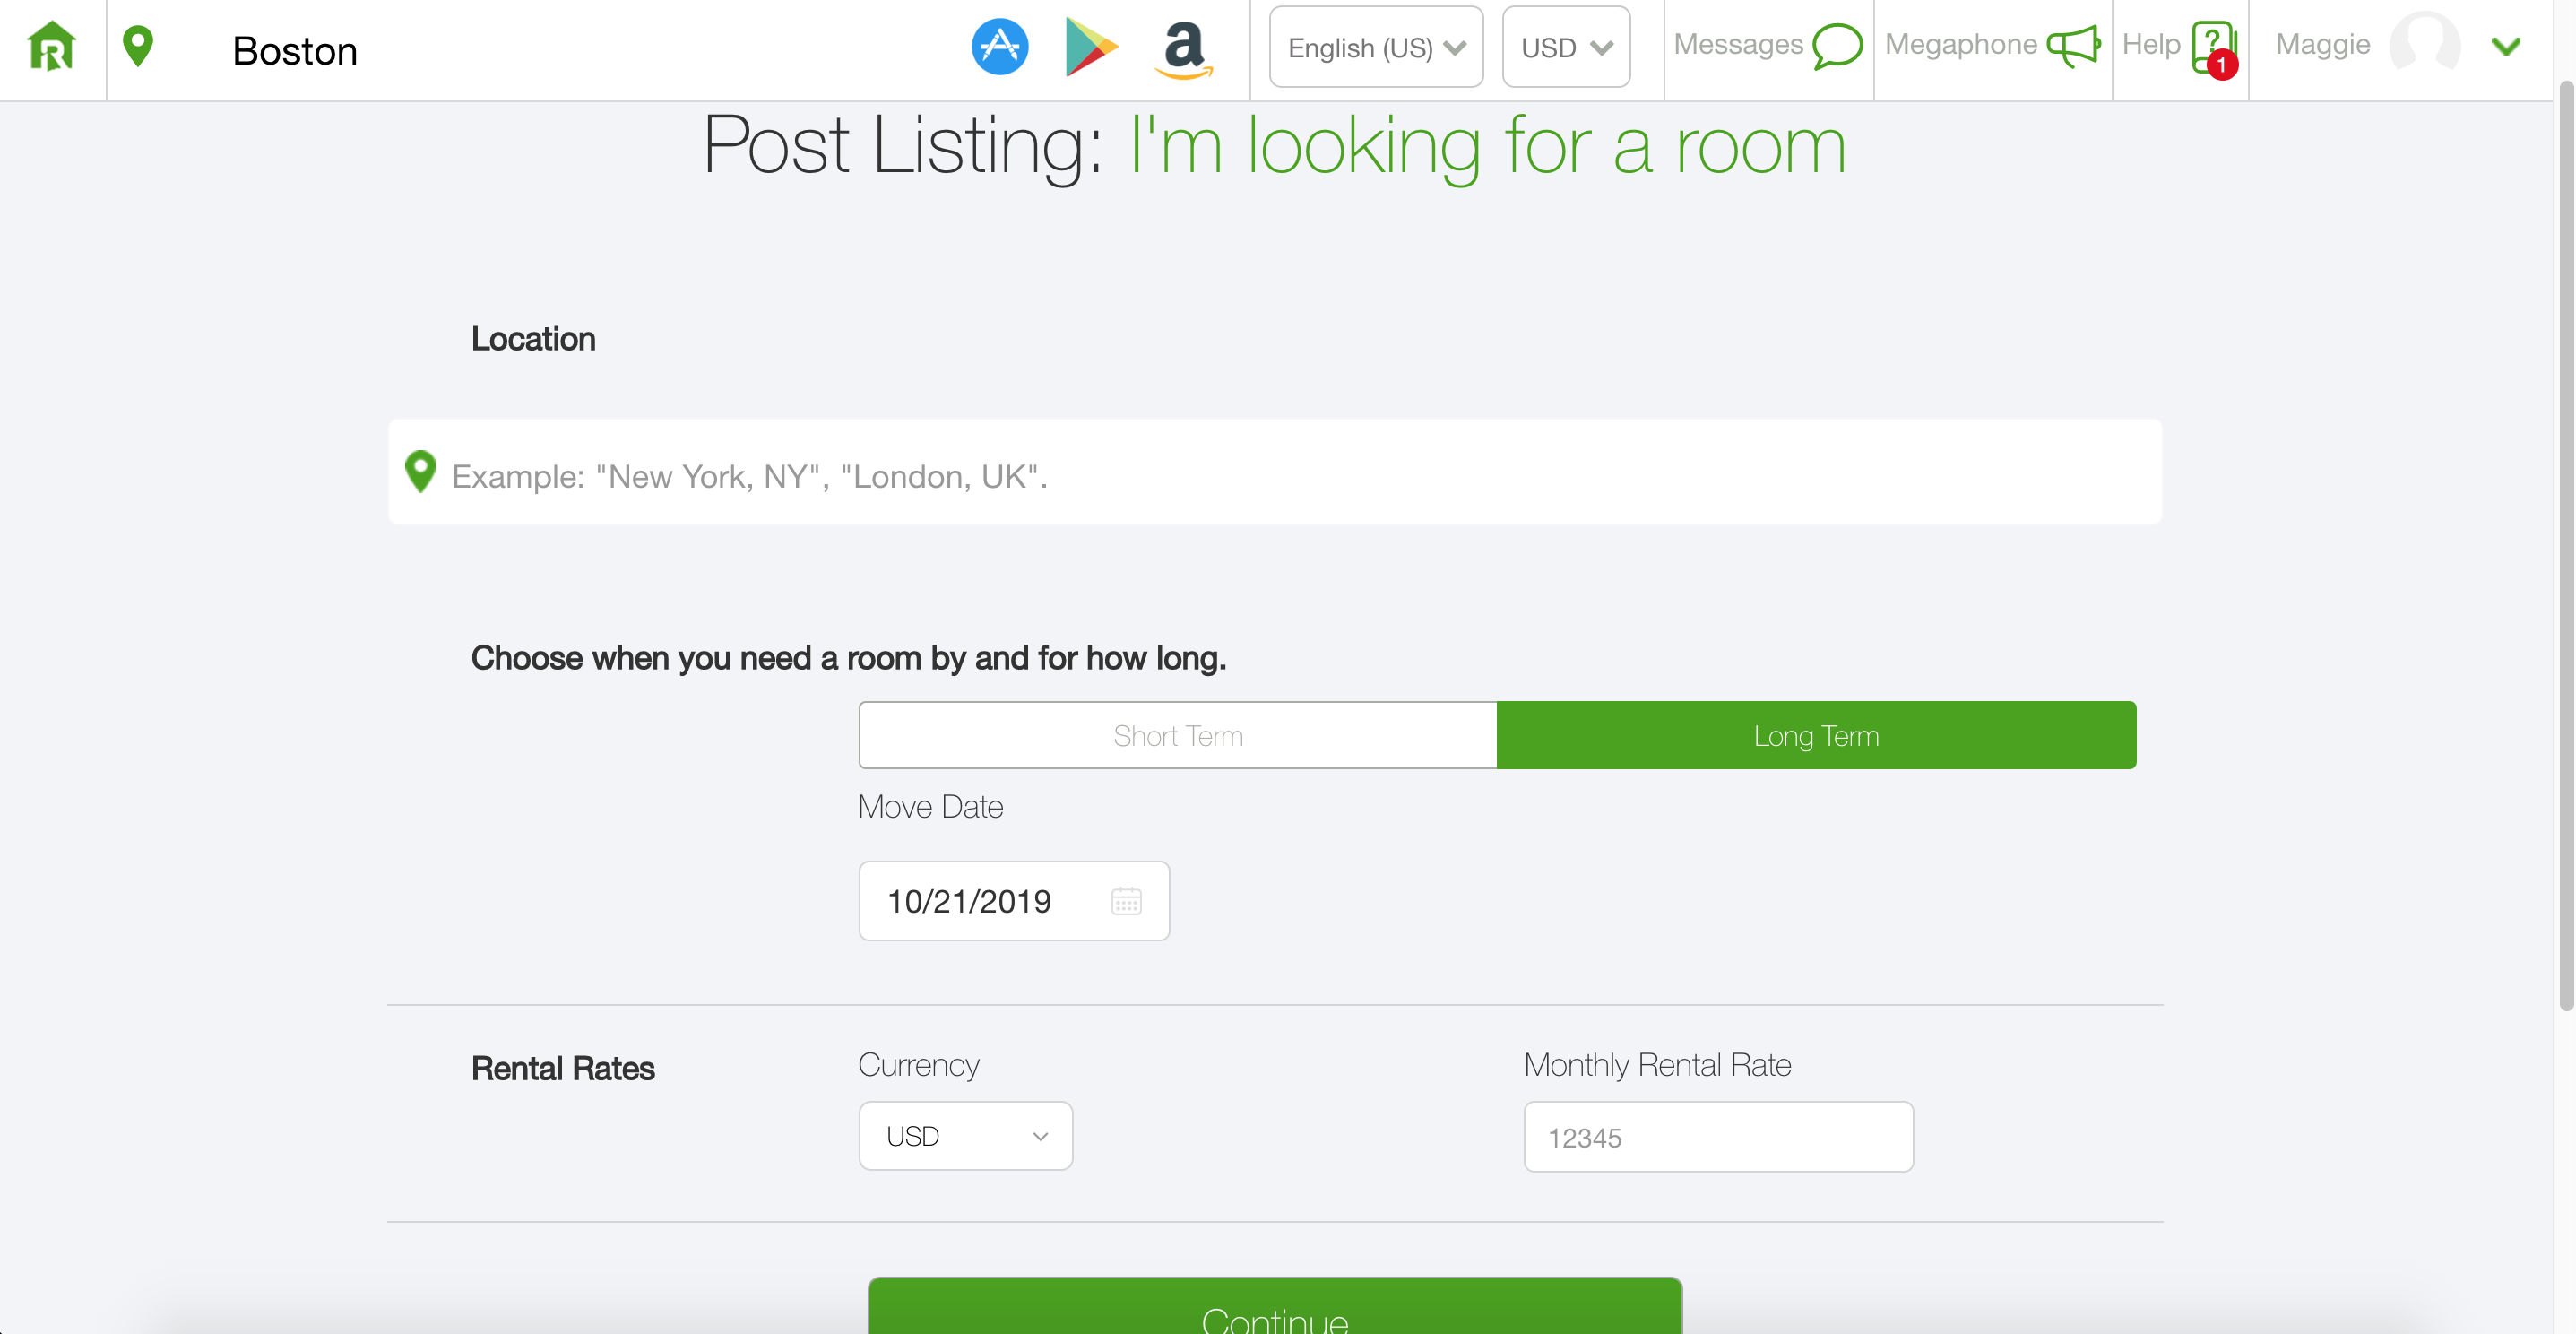 Boston
English (US)
USD
Messages
Megaphone
Help
1
Maggie
Post Listing: I'm looking for a room
Location
Example: "New York, NY", "London, UK".
Choose when you need a room by and for how long.
Short Term
Long Term
Move Date
10/21/2019
Rental Rates
Currency
Monthly Rental Rate
USD
12345
Continue